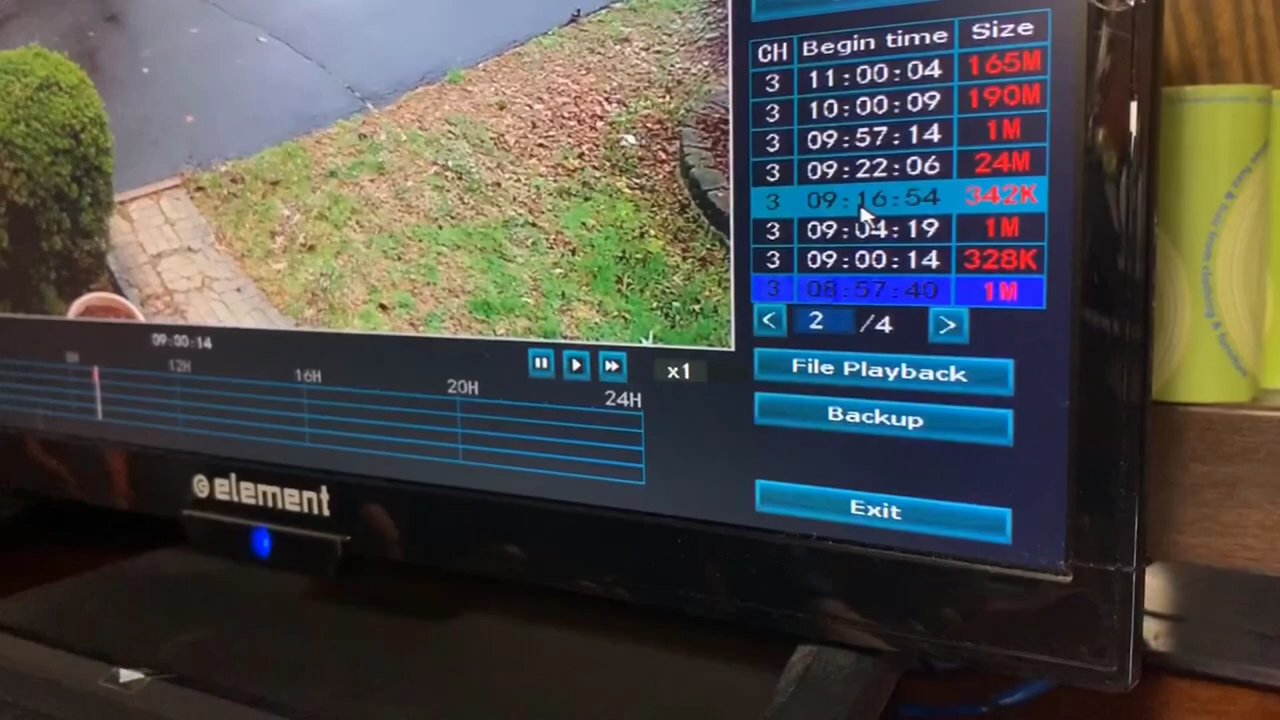 CH Begin time Size
3 11:00:04 165M
3 10:00:09 190M
3 09:57:14 1M
3 09:22:06 24M
3 09:16:54 342K
3 09:04:19 1M
3 09:00:14 328K
3 08:57:40 1M
< 2 /4 >
09:00:14
12H 16H 20H 24H
x1
File Playback
Backup
Exit
element